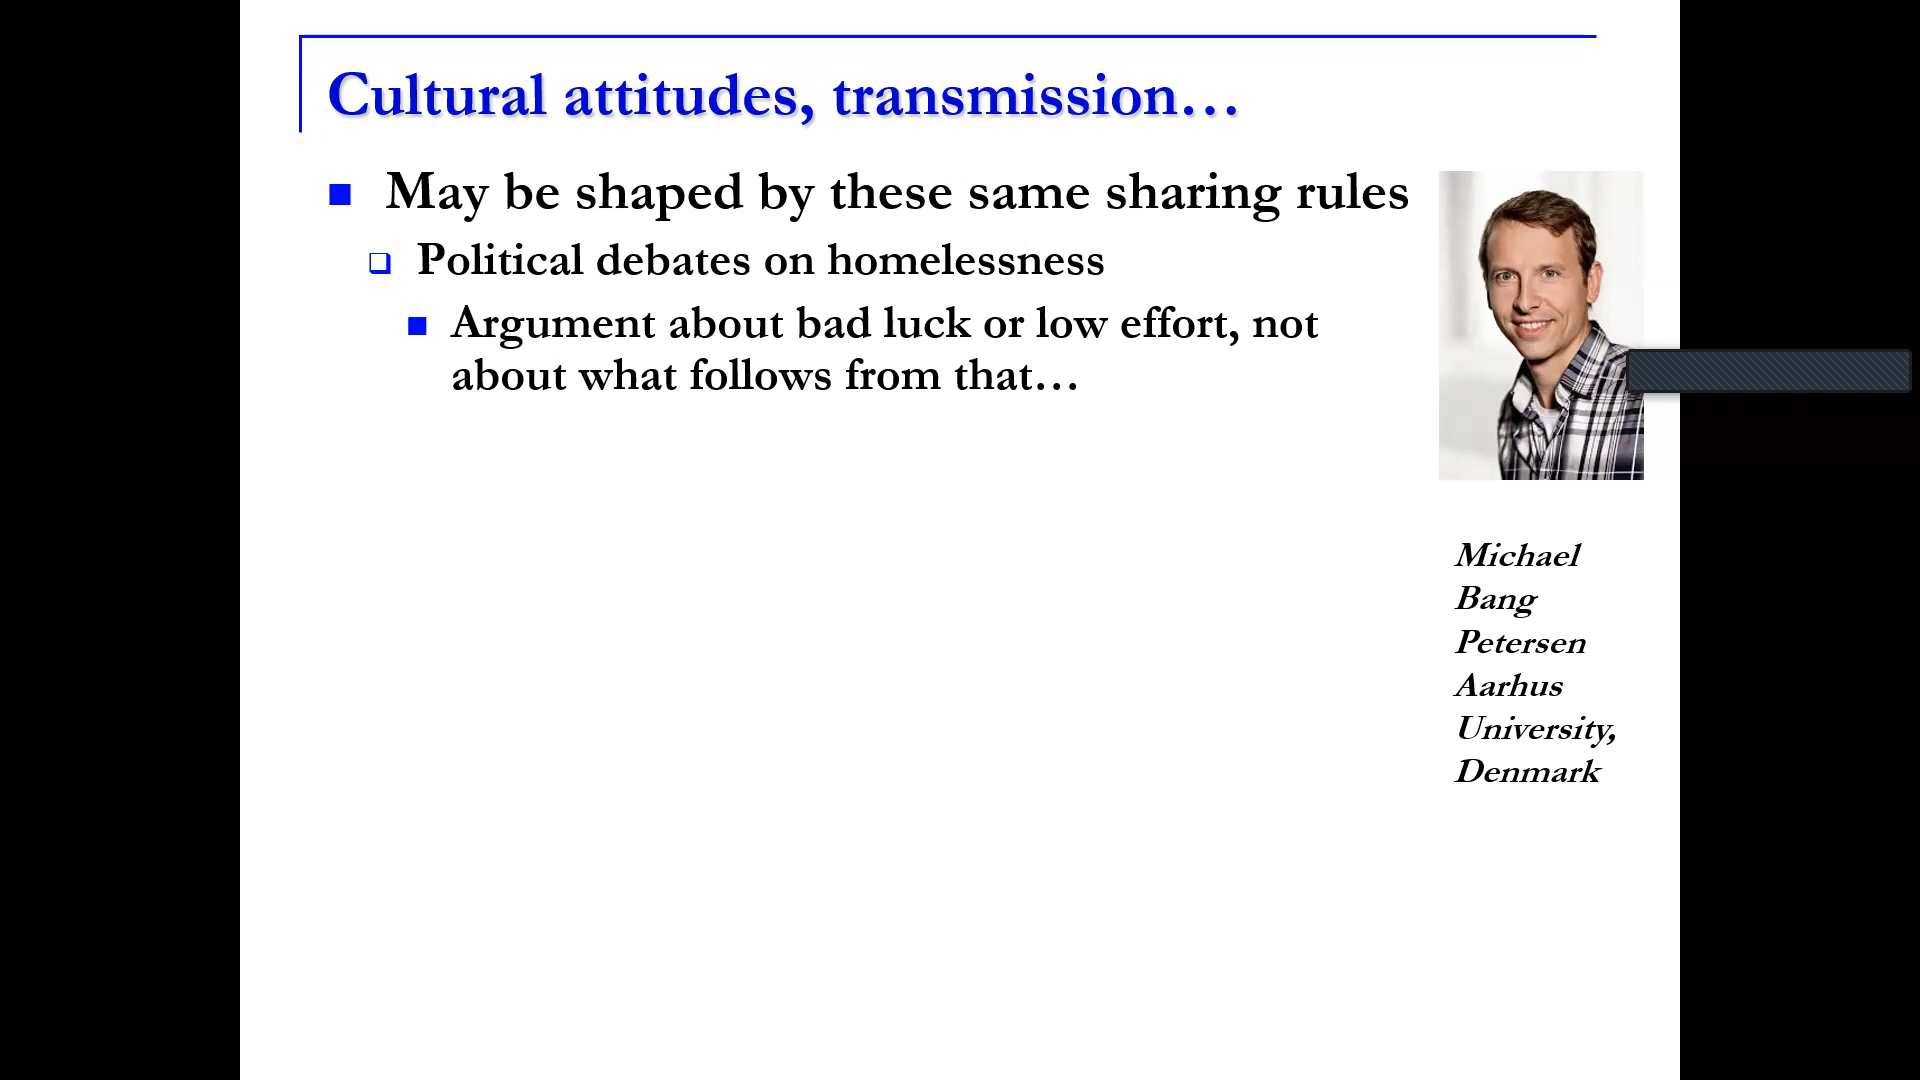 Cultural attitudes, transmission…
May be shaped by these same sharing rules
Political debates on homelessness
Argument about bad luck or low effort, not
about what follows from that…
Michael
Bang
Petersen
Aarhus
University,
Denmark